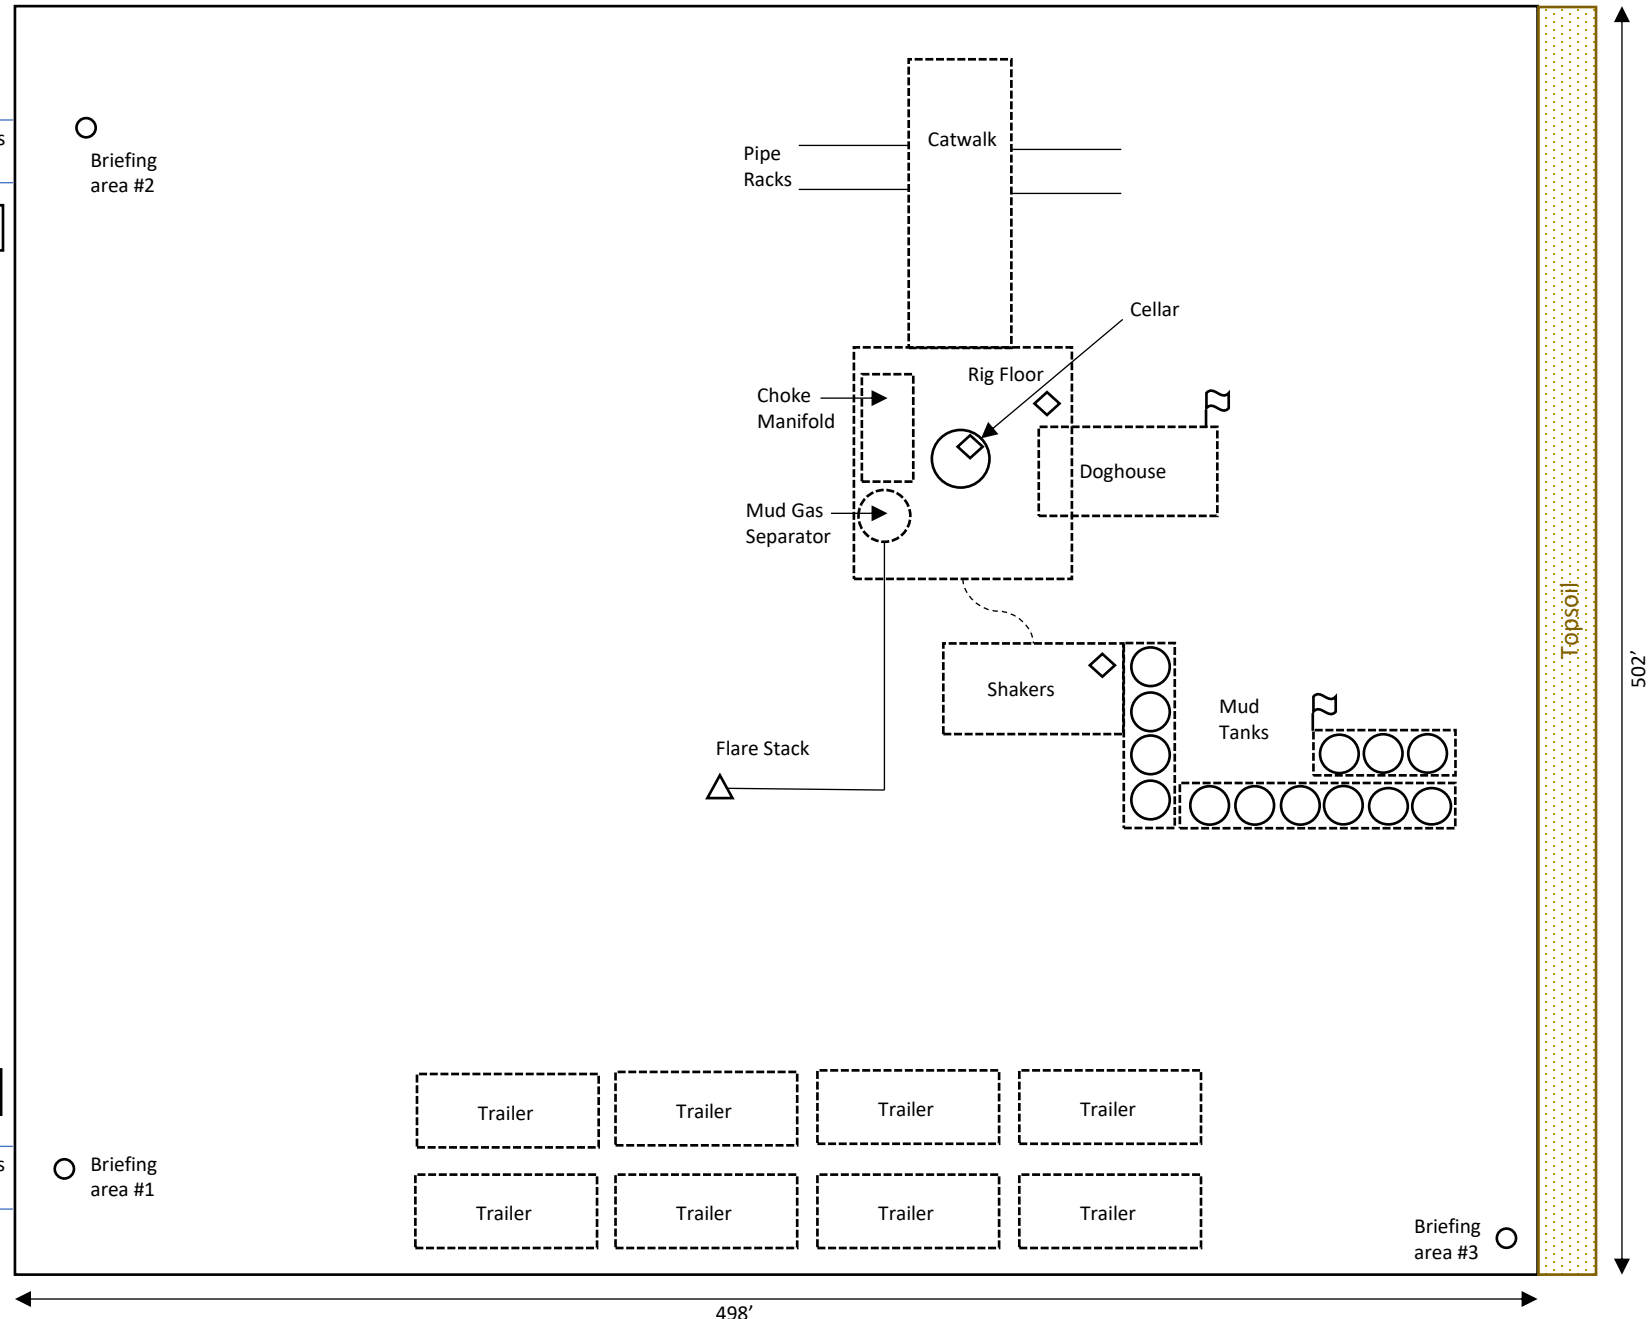 s
Briefing
area #2
Pipe
Racks
Catwalk
Cellar
Rig Floor
Choke
Manifold
Doghouse
Mud Gas
Separator
Topsoil
502’
Shakers
Mud
Tanks
Flare Stack
Trailer
Trailer
Trailer
Trailer
s
Briefing
area #1
Trailer
Trailer
Trailer
Trailer
Briefing
area #3
498’